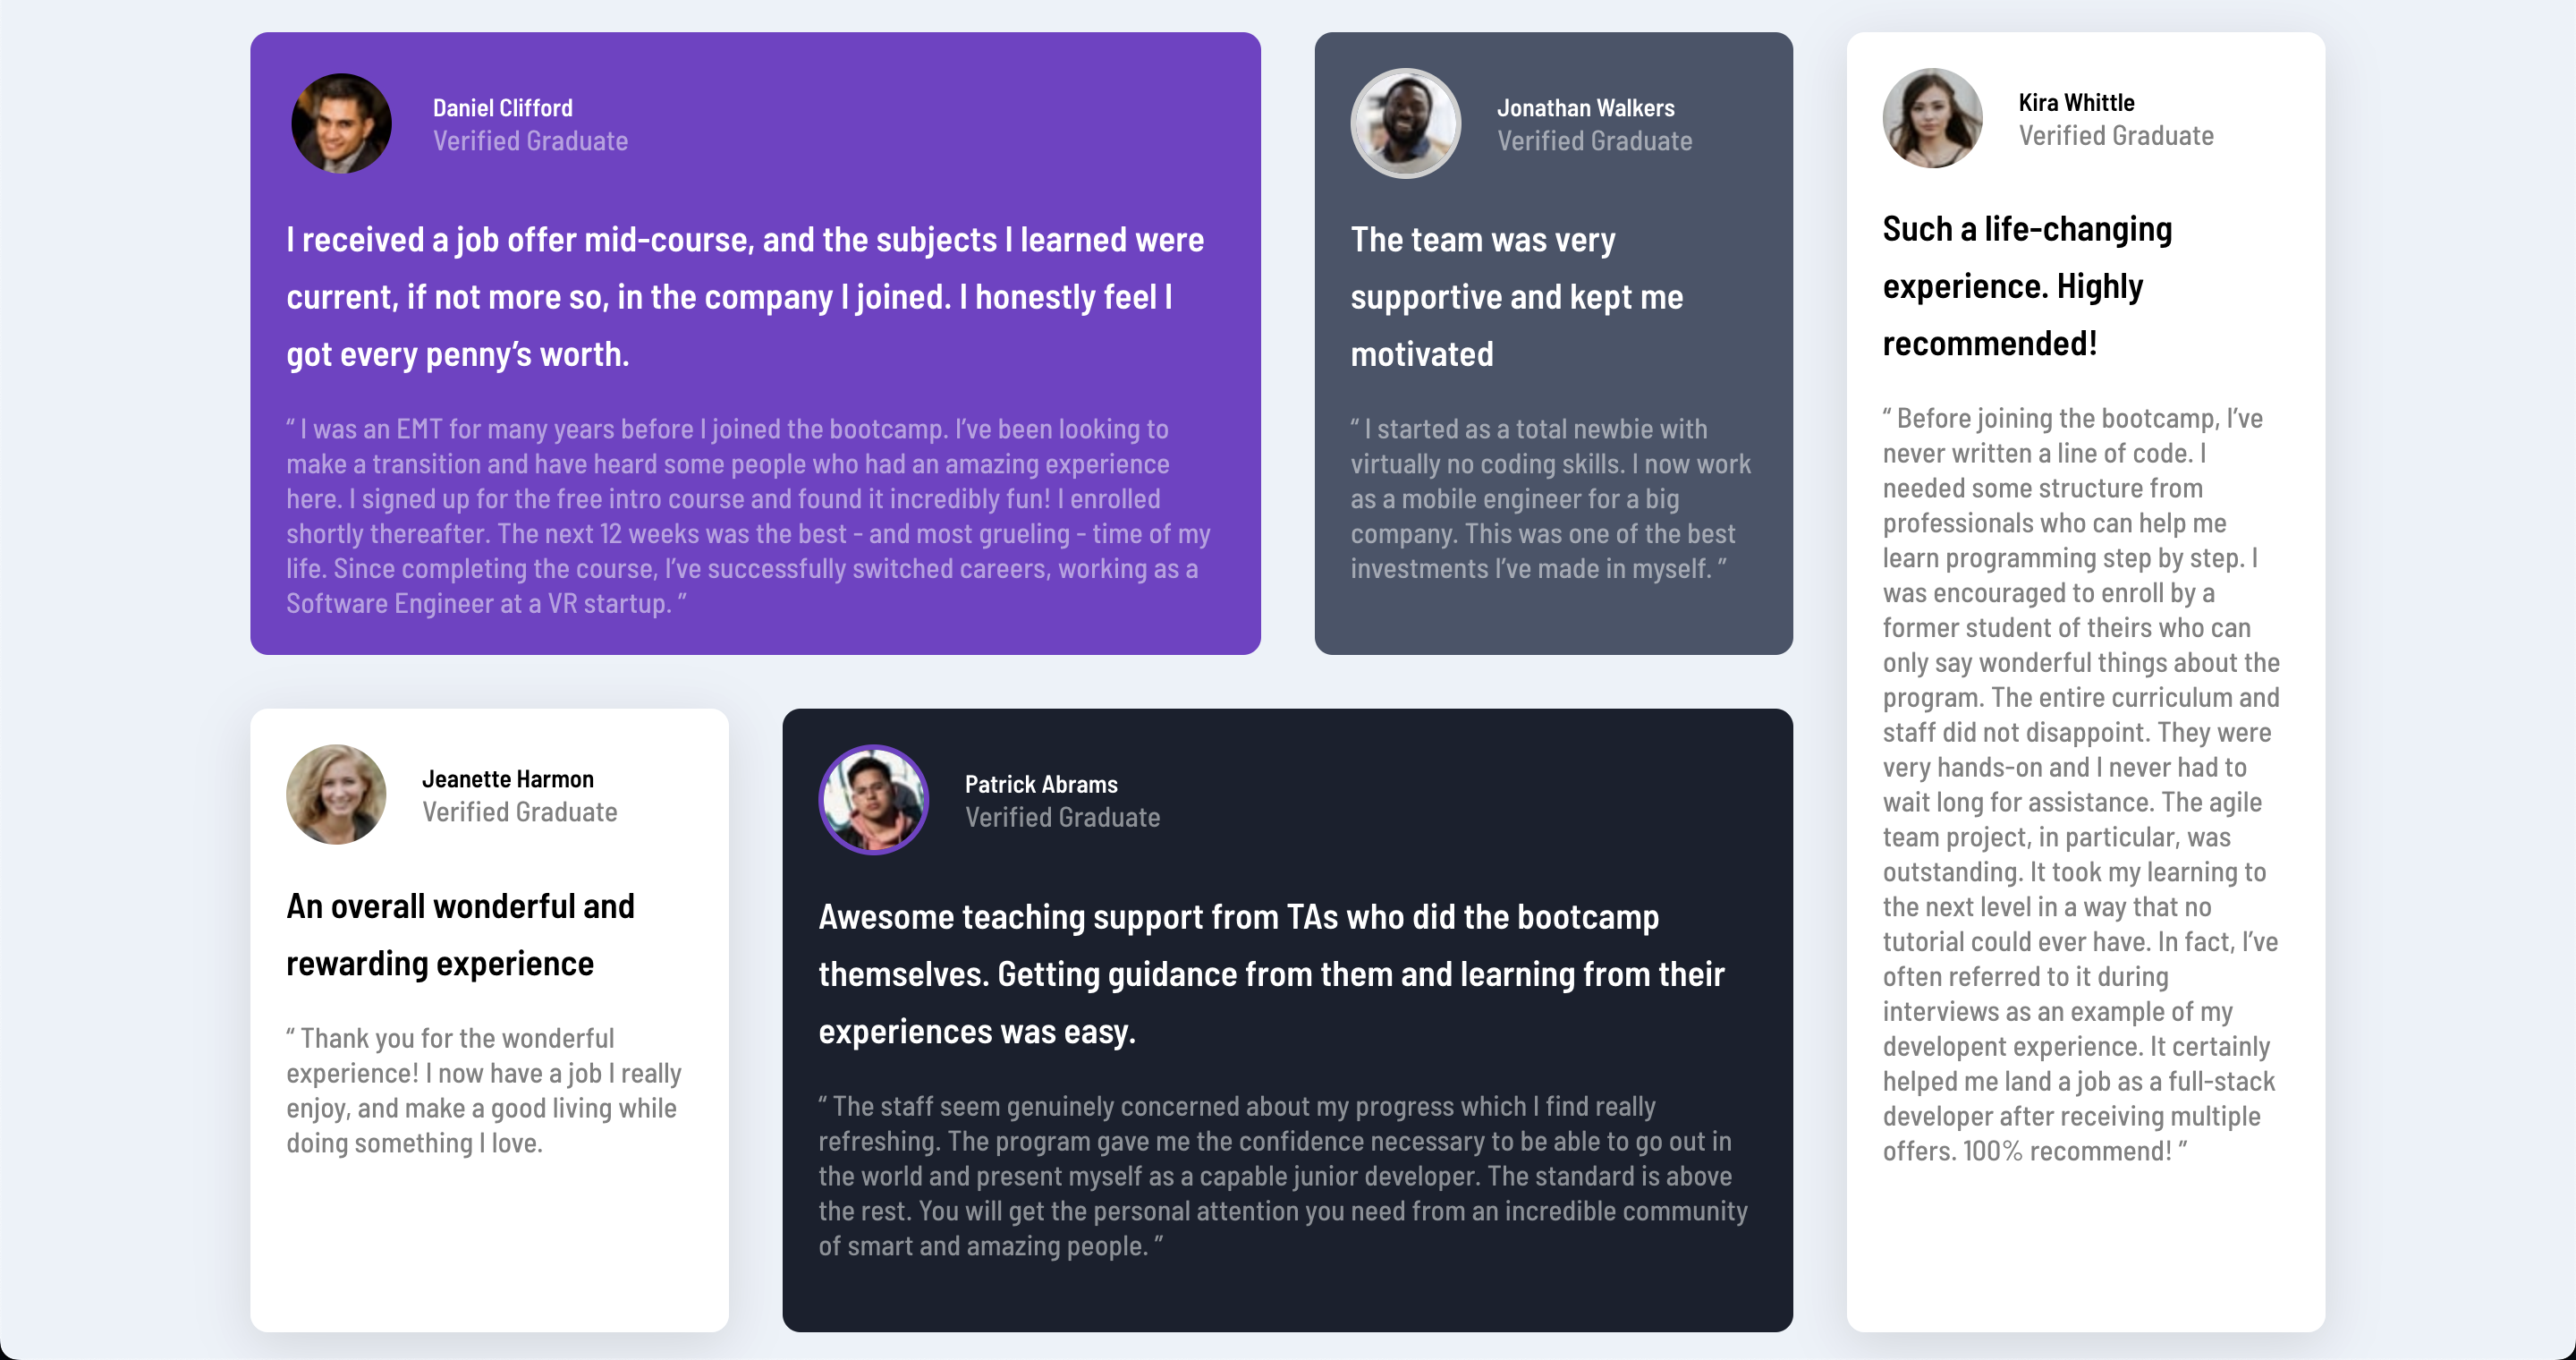 Daniel Clifford
Verified Graduate
I received a job offer mid-course, and the subjects I learned were
current, if not more so, in the company I joined. I honestly feel I
got every penny’s worth.
“ I was an EMT for many years before I joined the bootcamp. I’ve been looking to
make a transition and have heard some people who had an amazing experience
here. I signed up for the free intro course and found it incredibly fun! I enrolled
shortly thereafter. The next 12 weeks was the best - and most grueling - time of my
life. Since completing the course, I’ve successfully switched careers, working as a
Software Engineer at a VR startup. ”
Jonathan Walkers
Verified Graduate
The team was very
supportive and kept me
motivated
“ I started as a total newbie with
virtually no coding skills. I now work
as a mobile engineer for a big
company. This was one of the best
investments I’ve made in myself. ”
Kira Whittle
Verified Graduate
Such a life-changing
experience. Highly
recommended!
“ Before joining the bootcamp, I’ve
never written a line of code. I
needed some structure from
professionals who can help me
learn programming step by step. I
was encouraged to enroll by a
former student of theirs who can
only say wonderful things about the
program. The entire curriculum and
staff did not disappoint. They were
very hands-on and I never had to
wait long for assistance. The agile
team project, in particular, was
outstanding. It took my learning to
the next level in a way that no
tutorial could ever have. In fact, I’ve
often referred to it during
interviews as an example of my
developent experience. It certainly
helped me land a job as a full-stack
developer after receiving multiple
offers. 100% recommend! ”
Jeanette Harmon
Verified Graduate
An overall wonderful and
rewarding experience
“ Thank you for the wonderful
experience! I now have a job I really
enjoy, and make a good living while
doing something I love.
Patrick Abrams
Verified Graduate
Awesome teaching support from TAs who did the bootcamp
themselves. Getting guidance from them and learning from their
experiences was easy.
“ The staff seem genuinely concerned about my progress which I find really
refreshing. The program gave me the confidence necessary to be able to go out in
the world and present myself as a capable junior developer. The standard is above
the rest. You will get the personal attention you need from an incredible community
of smart and amazing people. ”